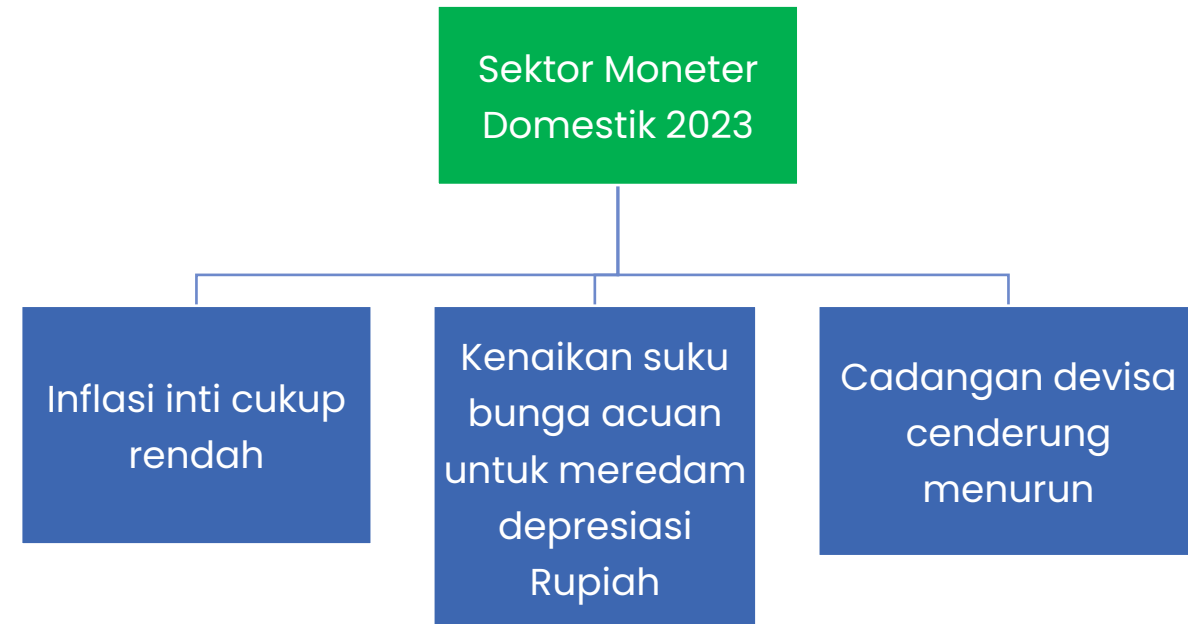 Sektor Moneter
Domestik 2023
Inflasi inti cukup
rendah
Kenaikan suku
bunga acuan
untuk meredam
depresiasi
Rupiah
Cadangan devisa
cenderung
menurun